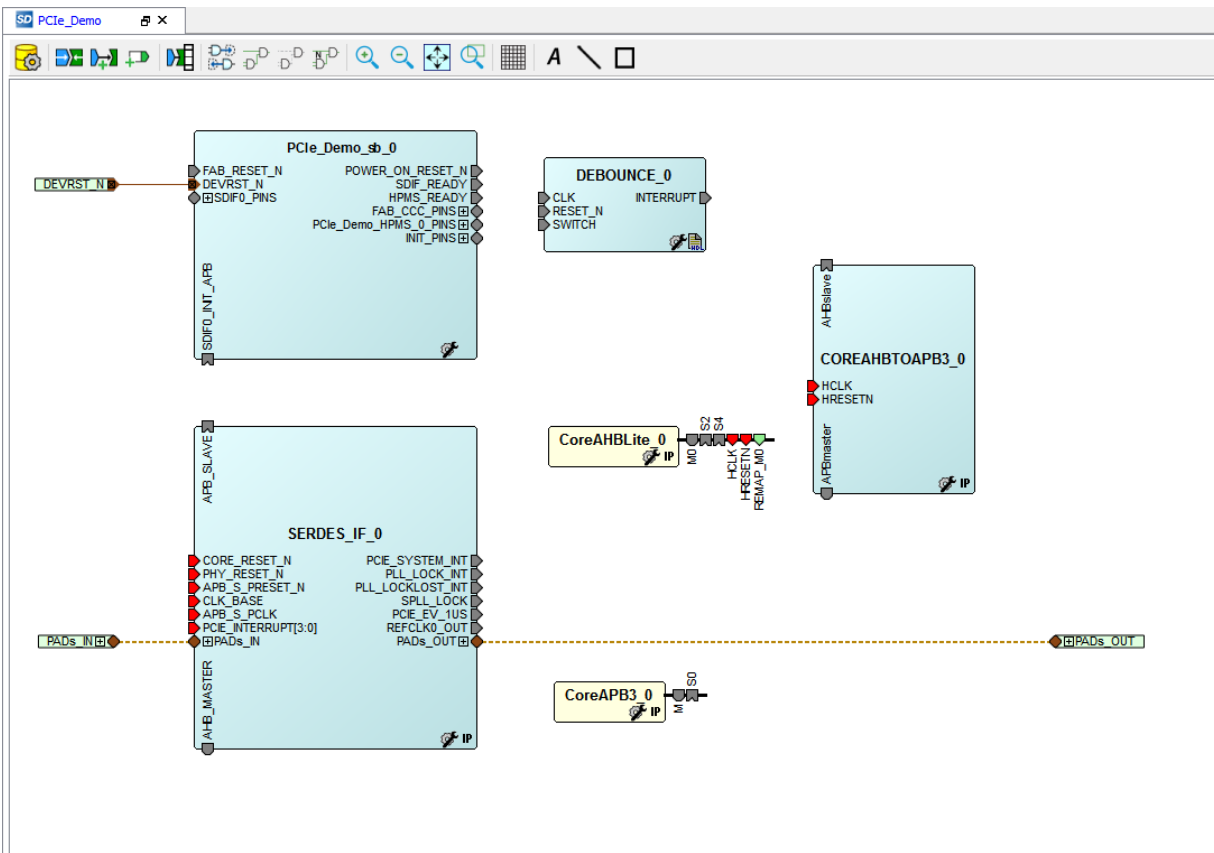 SD PCIe_Demo
A
PCIe_Demo_sb_0
FAB_RESET_N POWER_ON_RESET_N
DEVRST_N DEVRST_N SDIF_READY
SDIF0_PINS HPMS_READY
FAB_CCC_PINS
PCIe_Demo_HPMS_0_PINS
INIT_PINS
SDIF0_INIT_APB
DEBOUNCE_0
CLK INTERRUPT
RESET_N
SWITCH
HDL
AHBslave
COREAHBTOAPB3_0
HCLK
HRESETN
APBmaster
IP
CoreAHBLite_0
IP
M0
S2
S4
HCLK
HRESETN
REMAP_M0
APB_SLAVE
SERDES_IF_0
CORE_RESET_N PCIE_SYSTEM_INT
PHY_RESET_N PLL_LOCK_INT
APB_S_PRESET_N PLL_LOCKLOST_INT
CLK_BASE SPLL_LOCK
APB_S_PCLK PCIE_EV_1US
PCIE_INTERRUPT[3:0] REFCLK0_OUT
PADs_IN PADs_IN PADs_OUT PADs_OUT
AHB_MASTER
IP
CoreAPB3_0
IP
M
S0